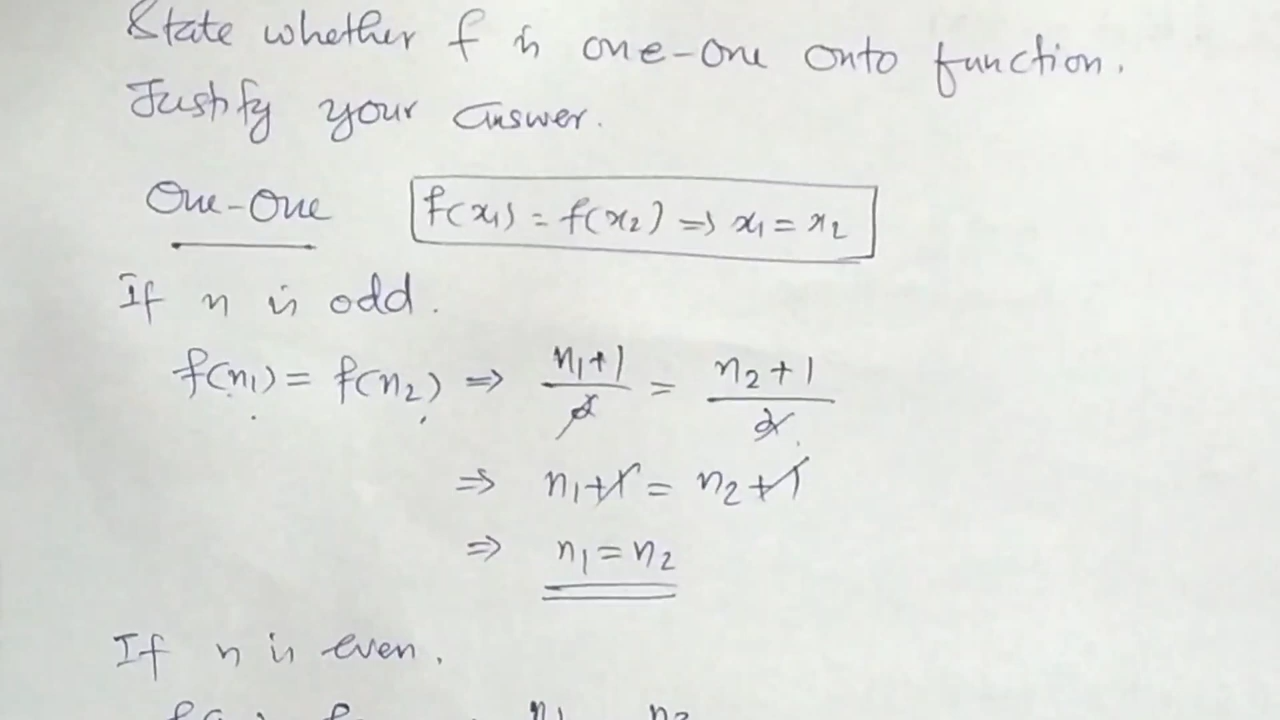 State whether f is one-one onto function.
Justify your answer.
One-One f(x1) = f(x2) ⇒ x1 = x2
If n is odd.
f(n1) = f(n2) ⇒ n1+1/2 = n2+1/2
⇒ n1+1 = n2+1
⇒ n1 = n2
If n is even.